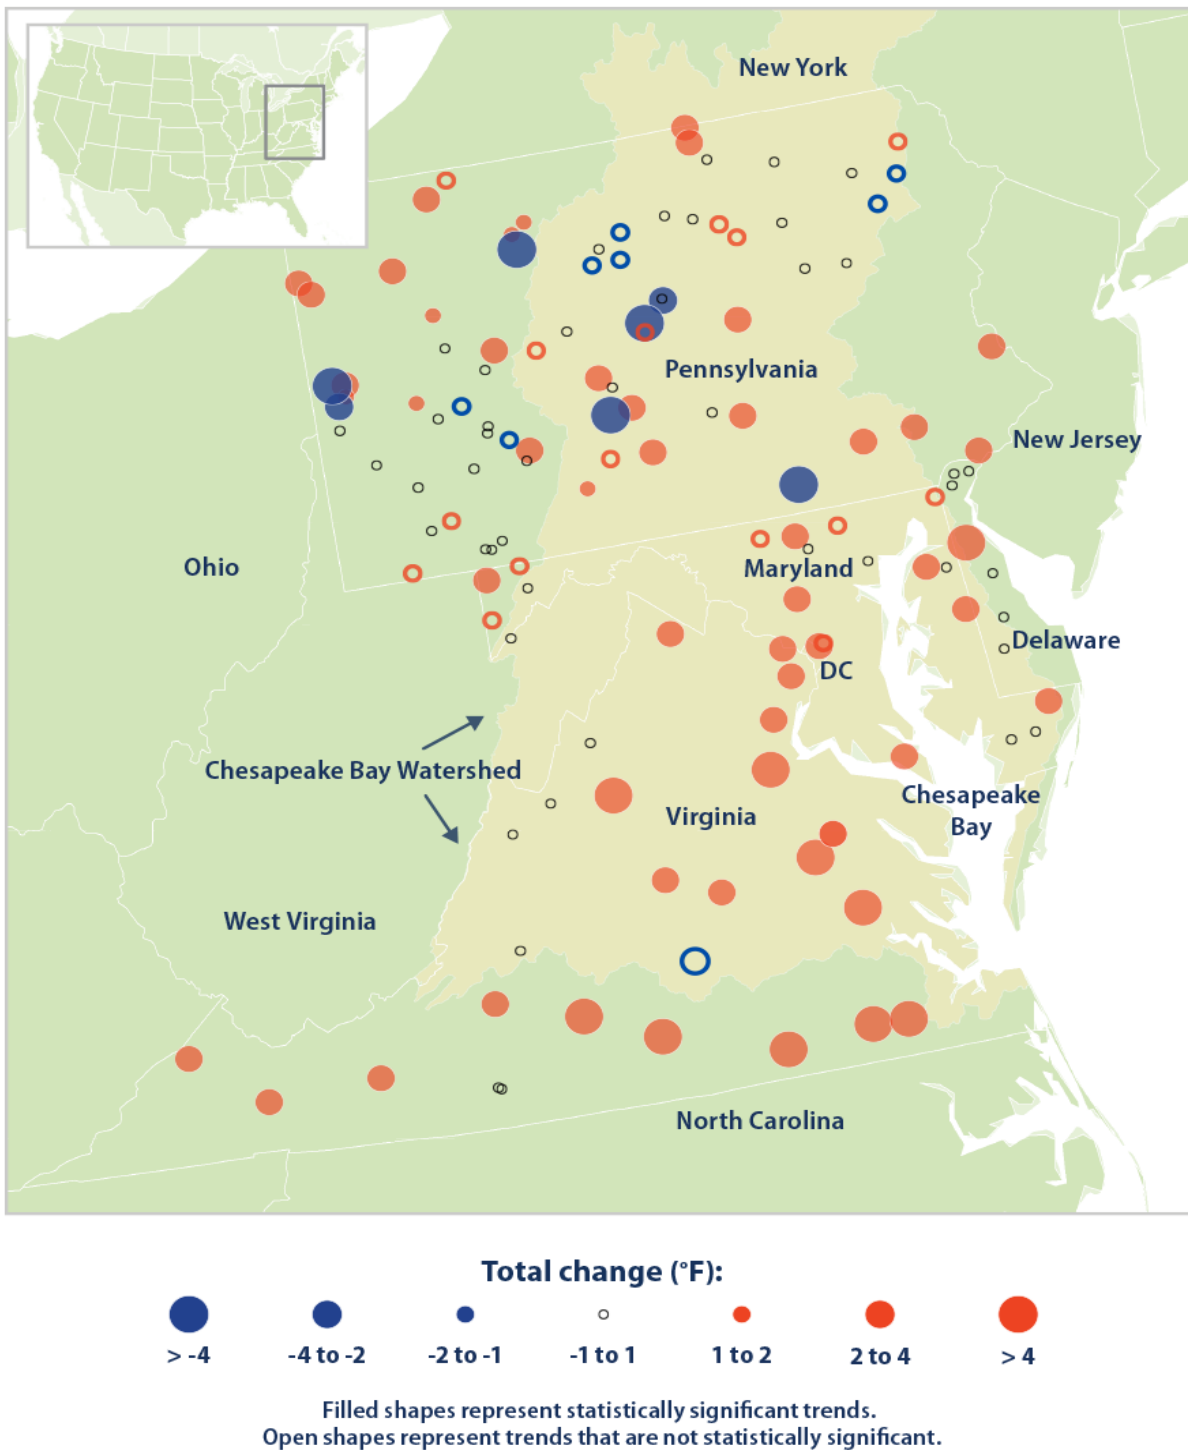 New York
Pennsylvania
New Jersey
Ohio
Maryland
Delaware
DC
Chesapeake Bay Watershed
Chesapeake
Bay
Virginia
West Virginia
North Carolina
Total change (°F):
> -4
-4 to -2
-2 to -1
-1 to 1
1 to 2
2 to 4
> 4
Filled shapes represent statistically significant trends.
Open shapes represent trends that are not statistically significant.